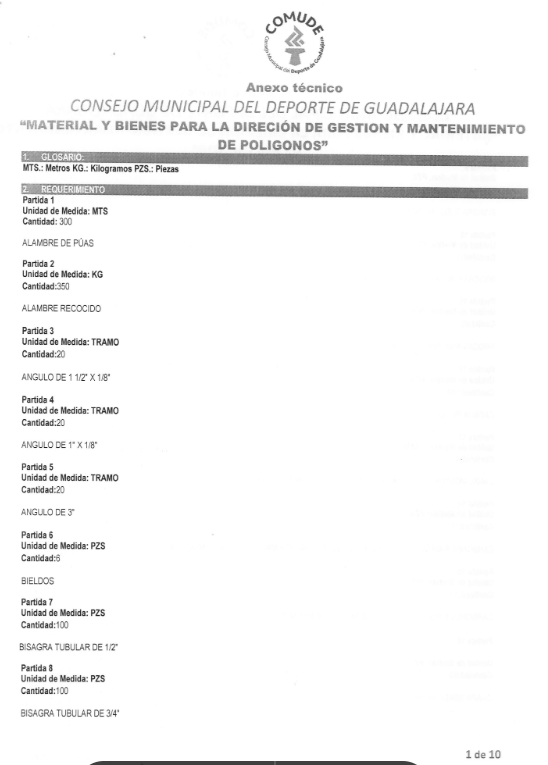 COMUDE
Consejo Municipal del Deporte de Guadalajara
Anexo técnico
CONSEJO MUNICIPAL DEL DEPORTE DE GUADALAJARA
“MATERIAL Y BIENES PARA LA DIRECIÓN DE GESTION Y MANTENIMIENTO
DE POLIGONOS”
1. GLOSARIO:
MTS.: Metros KG.: Kilogramos PZS.: Piezas
2. REQUERIMIENTO
Partida 1
Unidad de Medida: MTS
Cantidad: 300
ALAMBRE DE PÚAS
Partida 2
Unidad de Medida: KG
Cantidad:350
ALAMBRE RECOCIDO
Partida 3
Unidad de Medida: TRAMO
Cantidad:20
ANGULO DE 1 1/2" X 1/8"
Partida 4
Unidad de Medida: TRAMO
Cantidad:20
ANGULO DE 1" X 1/8"
Partida 5
Unidad de Medida: TRAMO
Cantidad:20
ANGULO DE 3"
Partida 6
Unidad de Medida: PZS
Cantidad:6
BIELDOS
Partida 7
Unidad de Medida: PZS
Cantidad:100
BISAGRA TUBULAR DE 1/2"
Partida 8
Unidad de Medida: PZS
Cantidad:100
BISAGRA TUBULAR DE 3/4"
1 de 10